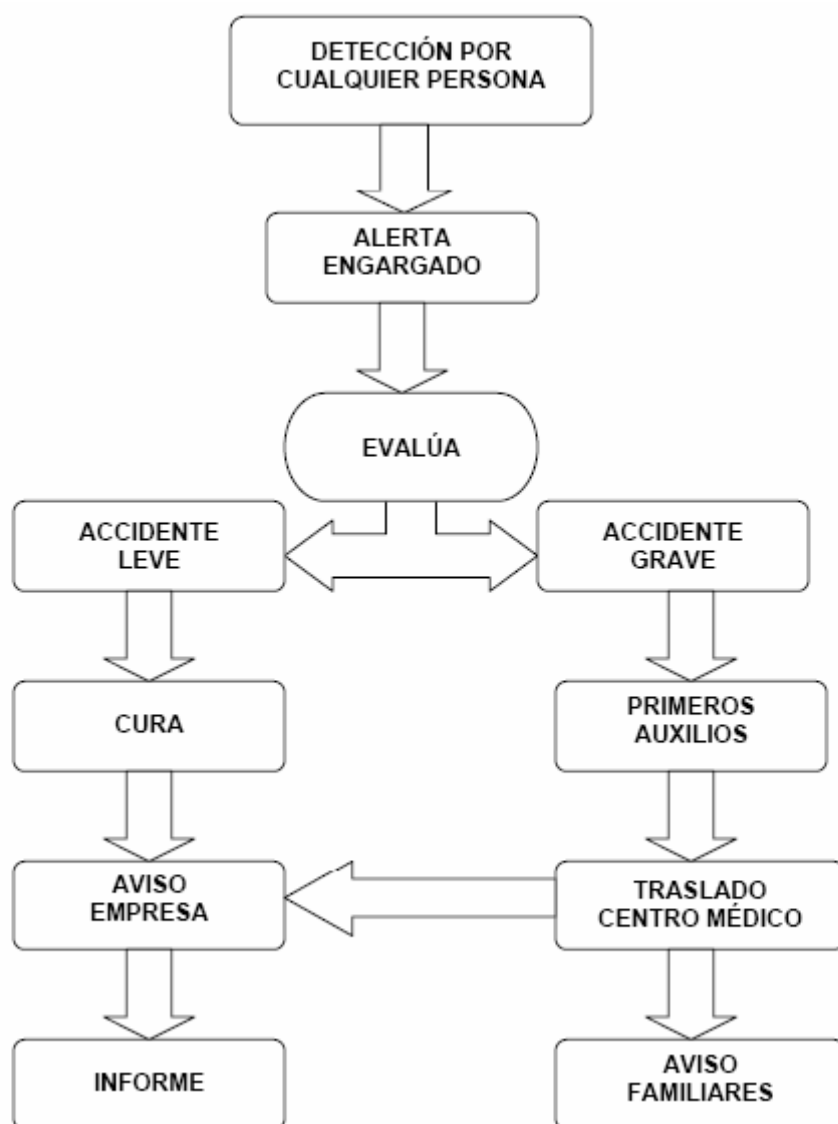 DETECCIÓN POR
CUALQUIER PERSONA
ALERTA
ENGARGADO
EVALÚA
ACCIDENTE
LEVE
ACCIDENTE
GRAVE
CURA
PRIMEROS
AUXILIOS
AVISO
EMPRESA
TRASLADO
CENTRO MÉDICO
INFORME
AVISO
FAMILIARES